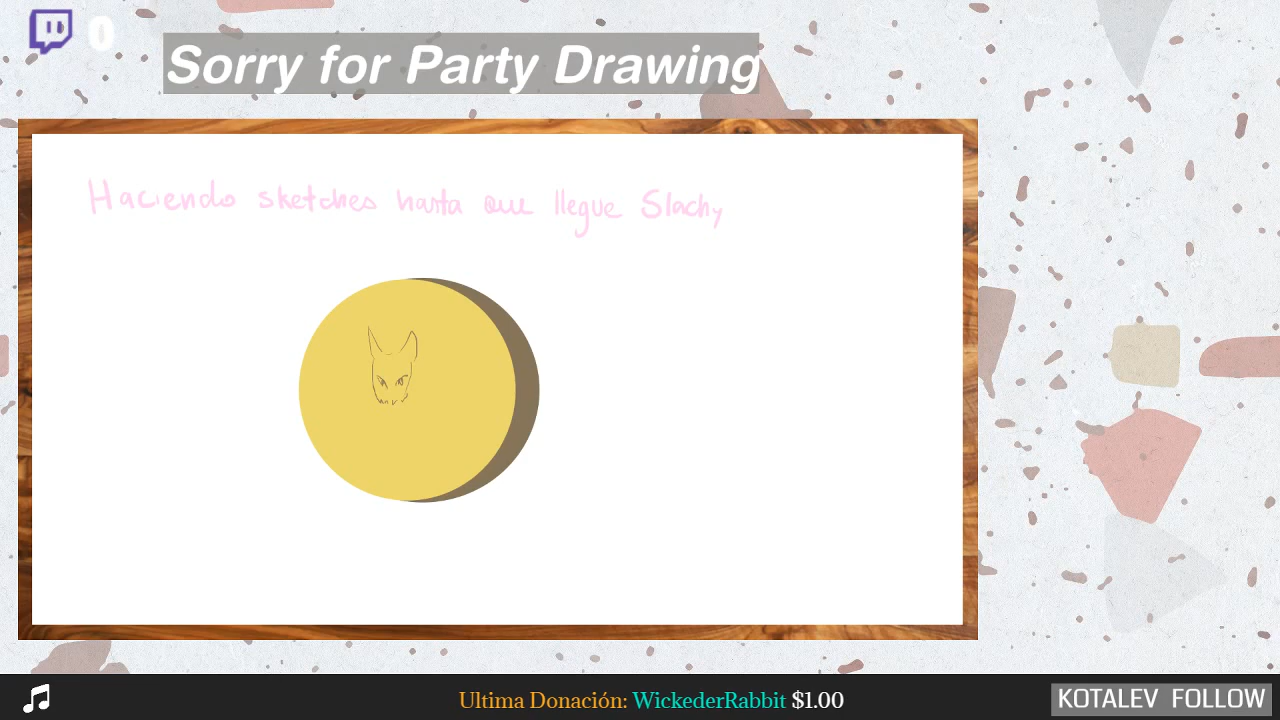 0
Sorry for Party Drawing
Haciendo sketches hasta que llegue Slachy
Ultima Donación: WickederRabbit $1.00
KOTALEV FOLLOW